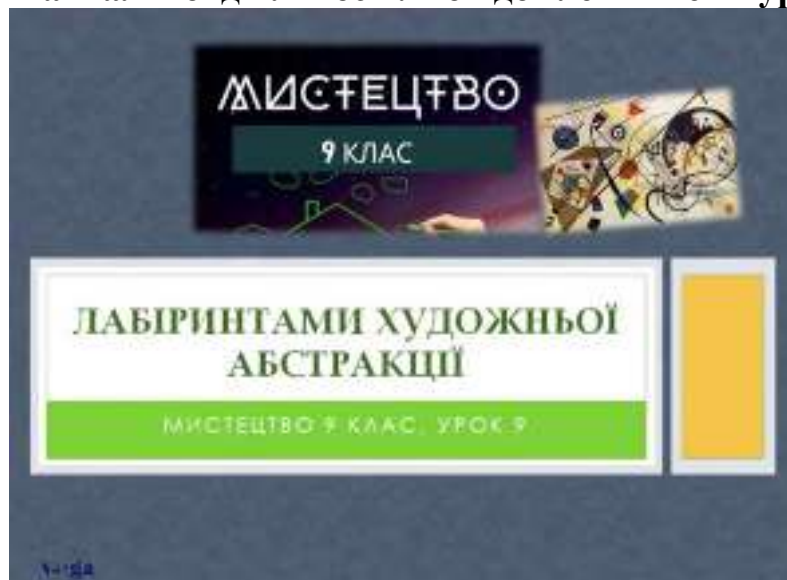 МИСТЕЦТВО
9 КЛАС
ЛАБІРИНТАМИ ХУДОЖНЬОЇ
АБСТРАКЦІЇ
МИСТЕЦТВО 9 КЛАС, УРОК 9